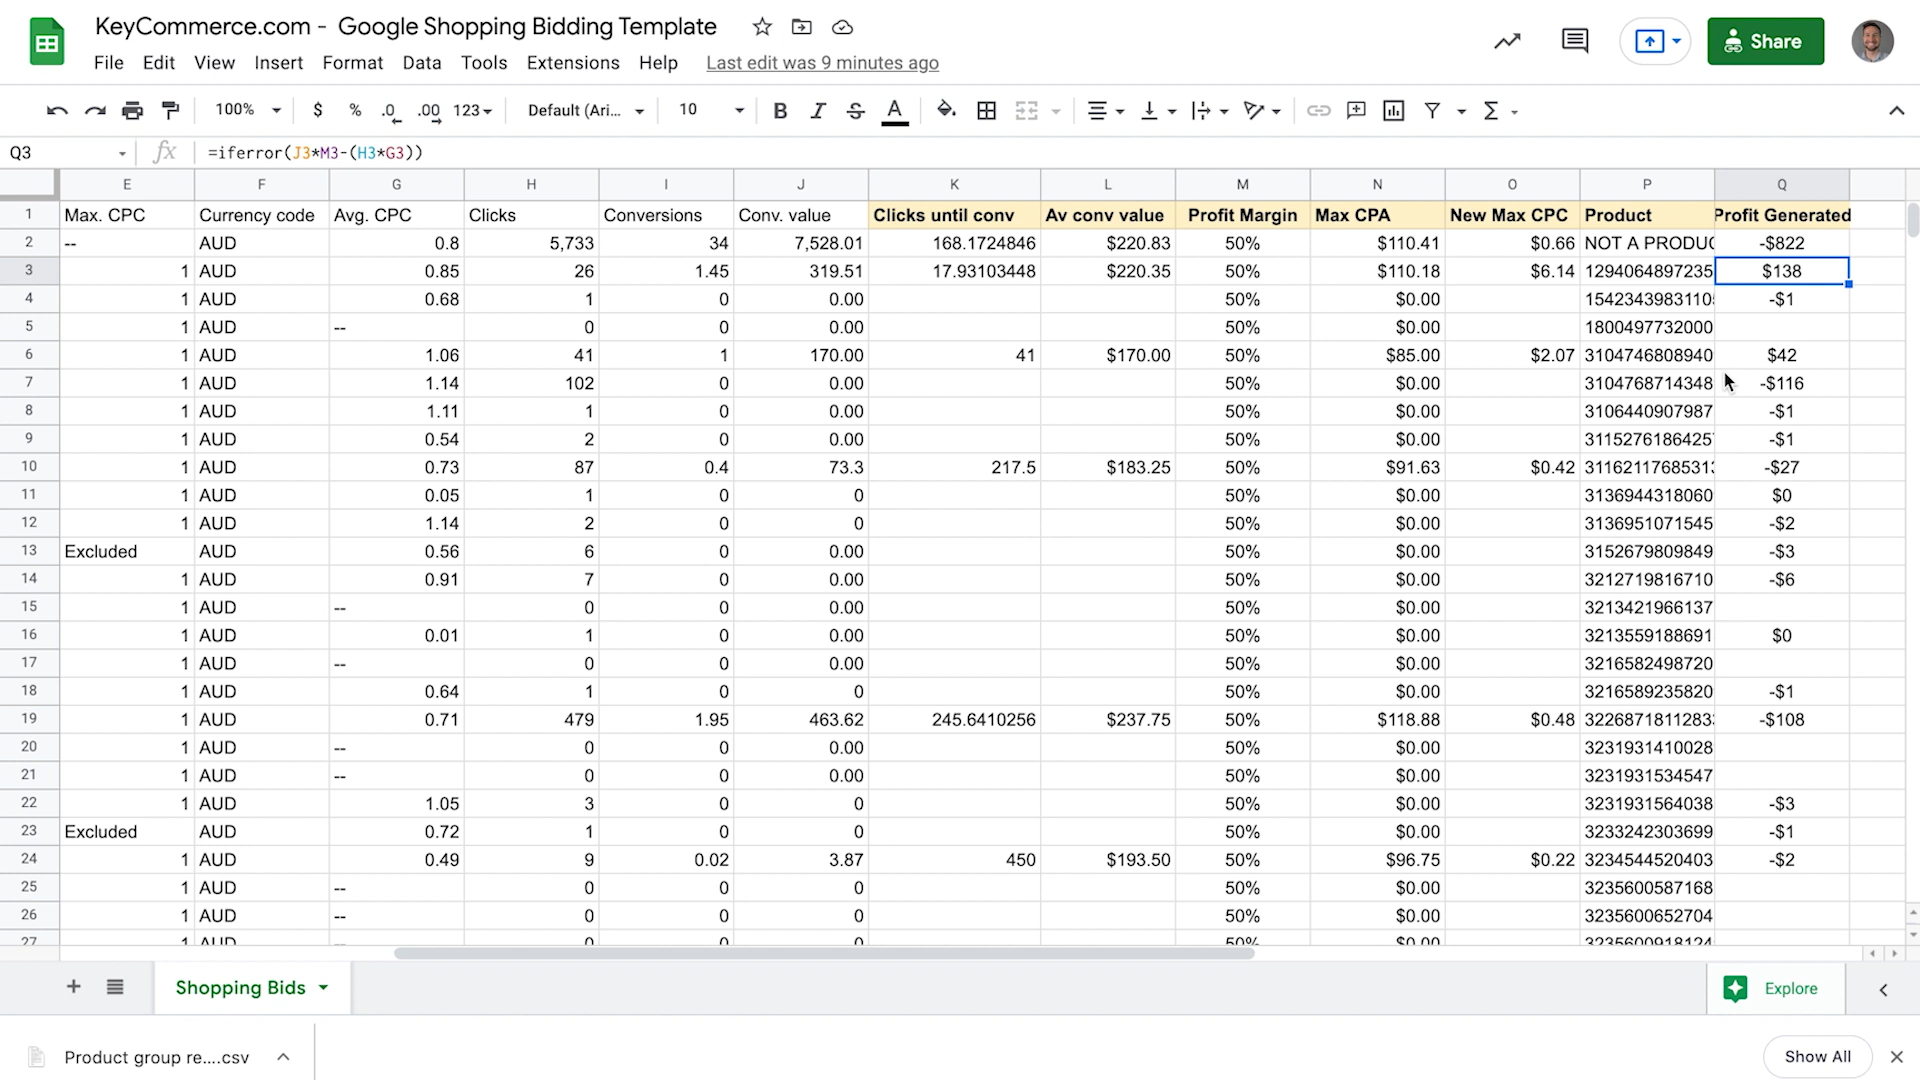 KeyCommerce.com - Google Shopping Bidding Template
File Edit View Insert Format Data Tools Extensions Help Last edit was 9 minutes ago
Share
100% $ % .0 .00 123 Default (Ari... 10 B I S A
Q3 fx =iferror(J3*M3-(H3*G3))
E F G H I J K L M N O P Q
1 Max. CPC Currency code Avg. CPC Clicks Conversions Conv. value Clicks until conv Av conv value Profit Margin Max CPA New Max CPC Product Profit Generated
2 -- AUD 0.8 5,733 34 7,528.01 168.1724846 $220.83 50% $110.41 $0.66 NOT A PRODUC -$822
3 1 AUD 0.85 26 1.45 319.51 17.93103448 $220.35 50% $110.18 $6.14 1294064897235 $138
4 1 AUD 0.68 1 0 0.00 50% $0.00 1542343983110 -$1
5 1 AUD -- 0 0 0.00 50% $0.00 1800497732000
6 1 AUD 1.06 41 1 170.00 41 $170.00 50% $85.00 $2.07 3104746808940 $42
7 1 AUD 1.14 102 0 0.00 50% $0.00 3104768714348 -$116
8 1 AUD 1.11 1 0 0.00 50% $0.00 3106440907987 -$1
9 1 AUD 0.54 2 0 0.00 50% $0.00 3115276186425 -$1
10 1 AUD 0.73 87 0.4 73.3 217.5 $183.25 50% $91.63 $0.42 3116211768531 -$27
11 1 AUD 0.05 1 0 0 50% $0.00 3136944318060 $0
12 1 AUD 1.14 2 0 0 50% $0.00 3136951071545 -$2
13 Excluded AUD 0.56 6 0 0.00 50% $0.00 3152679809849 -$3
14 1 AUD 0.91 7 0 0.00 50% $0.00 3212719816710 -$6
15 1 AUD -- 0 0 0.00 50% $0.00 3213421966137
16 1 AUD 0.01 1 0 0.00 50% $0.00 3213559188691 $0
17 1 AUD -- 0 0 0.00 50% $0.00 3216582498720
18 1 AUD 0.64 1 0 0 50% $0.00 3216589235820 -$1
19 1 AUD 0.71 479 1.95 463.62 245.6410256 $237.75 50% $118.88 $0.48 3226871811283 -$108
20 1 AUD -- 0 0 0.00 50% $0.00 3231931410028
21 1 AUD -- 0 0 0.00 50% $0.00 3231931534547
22 1 AUD 1.05 3 0 0 50% $0.00 3231931564038 -$3
23 Excluded AUD 0.72 1 0 0 50% $0.00 3233242303699 -$1
24 1 AUD 0.49 9 0.02 3.87 450 $193.50 50% $96.75 $0.22 3234544520403 -$2
25 1 AUD -- 0 0 0 50% $0.00 3235600587168
26 1 AUD -- 0 0 0 50% $0.00 3235600652704
27 1 AUD -- 0 0 0 50% $0.00 3235600918124
+ Shopping Bids Explore
Product group re....csv Show All